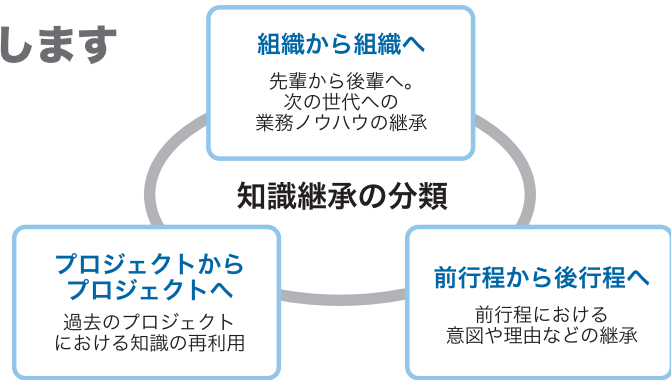 します
組織から組織へ
先輩から後輩へ。
次の世代への
業務ノウハウの継承
知識継承の分類
プロジェクトから
プロジェクトへ
過去のプロジェクト
における知識の再利用
前行程から後行程へ
前行程における
意図や理由などの継承